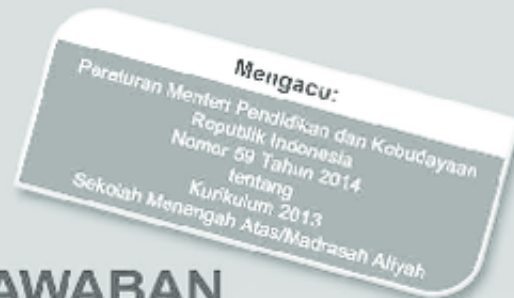 Mengacu:
Peraturan Menteri Pendidikan dan Kebudayaan
Republik Indonesia
Nomor 59 Tahun 2014
tentang
Kurikulum 2013
Sekolah Menengah Atas/Madrasah Aliyah
AWABAN